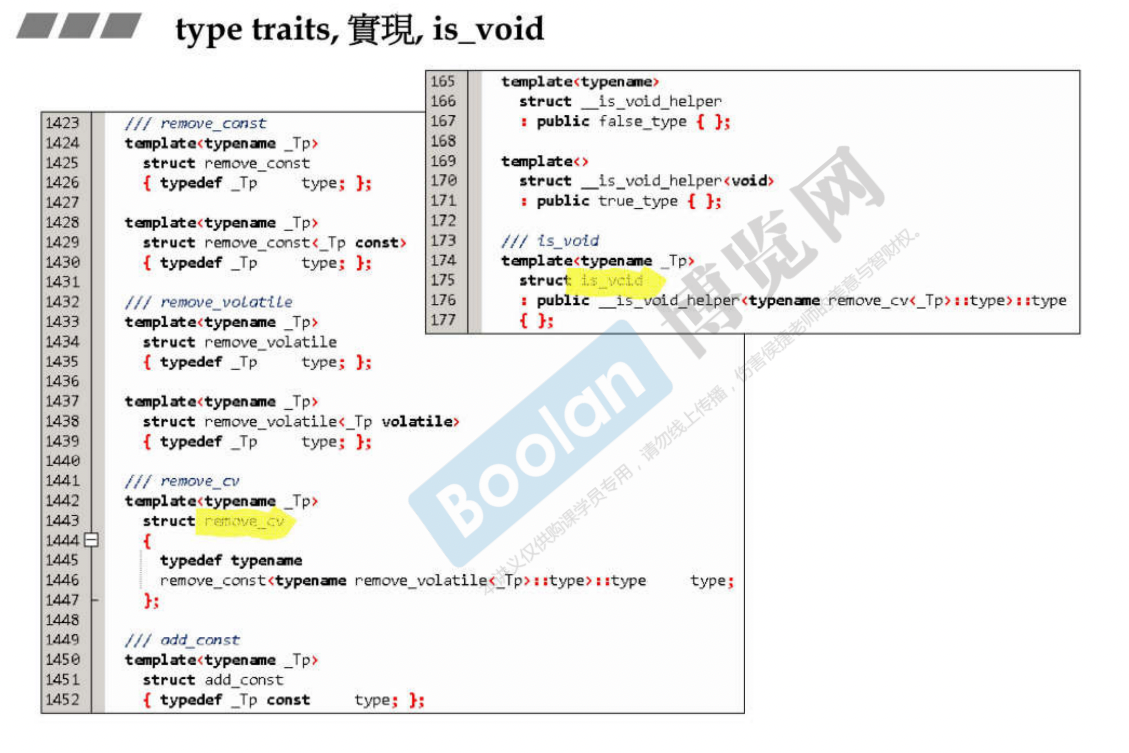 type traits, 實現, is_void
1423 /// remove_const
1424 template<typename _Tp>
1425 struct remove_const
1426 { typedef _Tp type; };
1427
1428 template<typename _Tp>
1429 struct remove_const<_Tp const>
1430 { typedef _Tp type; };
1431
1432 /// remove_volatile
1433 template<typename _Tp>
1434 struct remove_volatile
1435 { typedef _Tp type; };
1436
1437 template<typename _Tp>
1438 struct remove_volatile<_Tp volatile>
1439 { typedef _Tp type; };
1440
1441 /// remove_cv
1442 template<typename _Tp>
1443 struct remove_cv
1444 {
1445 typedef typename
1446 remove_const<typename remove_volatile<_Tp>::type>::type type;
1447 };
1448
1449 /// add_const
1450 template<typename _Tp>
1451 struct add_const
1452 { typedef _Tp const type; };
165 template<typename>
166 struct __is_void_helper
167 : public false_type { };
168
169 template<>
170 struct __is_void_helper<void>
171 : public true_type { };
172
173 /// is_void
174 template<typename _Tp>
175 struct is_void
176 : public __is_void_helper<typename remove_cv<_Tp>::type>::type
177 { };
Boolan 博览网
本讲义仅供购课学员专用，请勿线上传播，伤害侯捷老师的美意与智财权。